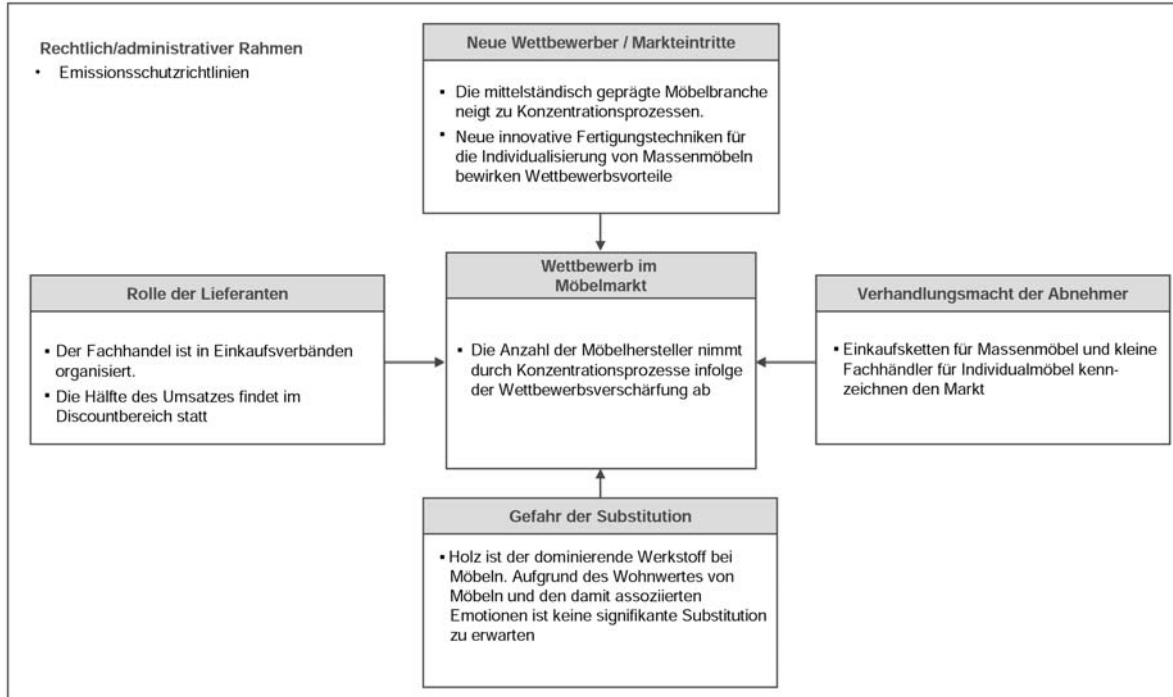 Rechtlich/administrativer Rahmen
• Emissionsschutzrichtlinien
Neue Wettbewerber / Markteintritte
▪ Die mittelständisch geprägte Möbelbranche
neigt zu Konzentrationsprozessen.
▪ Neue innovative Fertigungstechniken für
die Individualisierung von Massenmöbeln
bewirken Wettbewerbsvorteile
Rolle der Lieferanten
▪ Der Fachhandel ist in Einkaufsverbänden
organisiert.
▪ Die Hälfte des Umsatzes findet im
Discountbereich statt
Wettbewerb im
Möbelmarkt
▪ Die Anzahl der Möbelhersteller nimmt
durch Konzentrationsprozesse infolge
der Wettbewerbsverschärfung ab
Verhandlungsmacht der Abnehmer
▪ Einkaufsketten für Massenmöbel und kleine
Fachhändler für Individualmöbel kenn-
zeichnen den Markt
Gefahr der Substitution
▪ Holz ist der dominierende Werkstoff bei
Möbeln. Aufgrund des Wohnwertes von
Möbeln und den damit assoziierten
Emotionen ist keine signifikante Substitution
zu erwarten